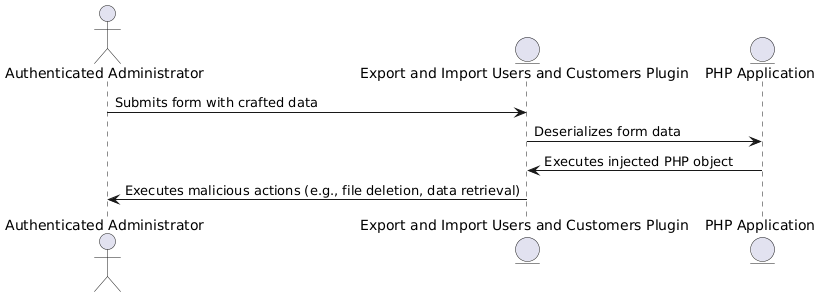 Authenticated Administrator
Export and Import Users and Customers Plugin
PHP Application
Submits form with crafted data
Deserializes form data
Executes injected PHP object
Executes malicious actions (e.g., file deletion, data retrieval)
Authenticated Administrator
Export and Import Users and Customers Plugin
PHP Application